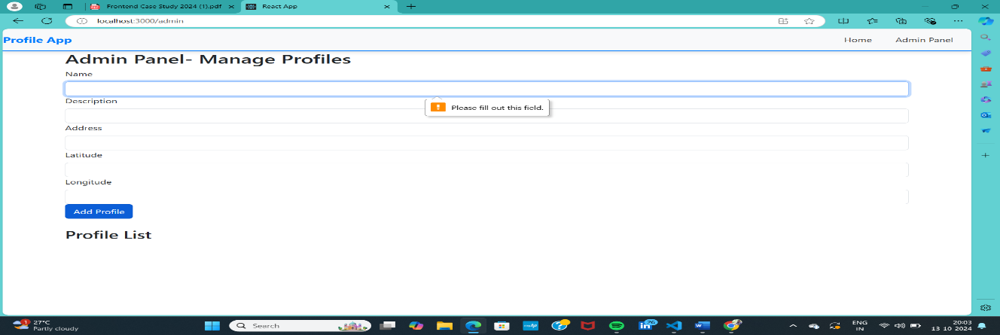 Frontend Case Study 2024 (1).pdf
React App
localhost:3000/admin
Profile App
Home
Admin Panel
Admin Panel- Manage Profiles
Name
Please fill out this field.
Description
Address
Latitude
Longitude
Add Profile
Profile List
1
27°C
Partly cloudy
Search
26
ENG
IN
20:03
13-10-2024